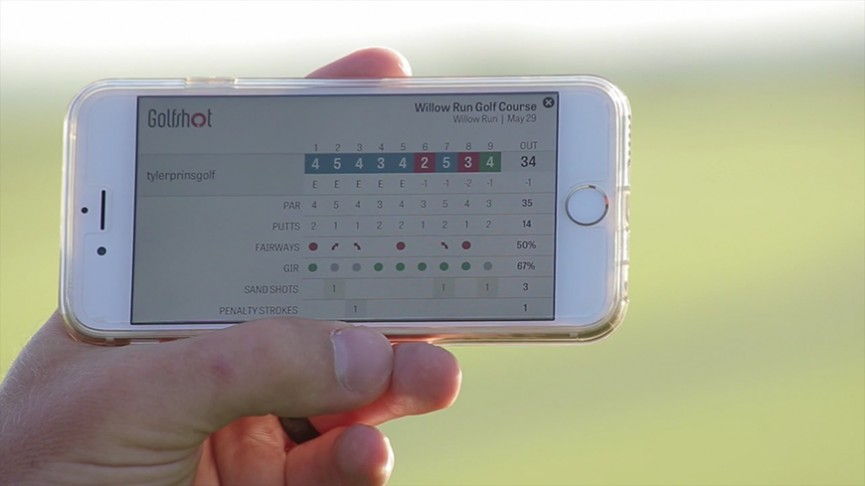 Golfshot
Willow Run Golf Course
Willow Run | May 29
1 2 3 4 5 6 7 8 9 OUT
tylerprinsgolf 4 5 4 3 4 2 5 3 4 34
E E E E E -1 -1 -2 -1 -1
PAR 4 5 4 3 4 3 5 4 3 35
PUTTS 2 1 1 2 2 1 2 1 2 14
FAIRWAYS 50%
GIR 67%
SAND SHOTS 1 1 1 3
PENALTY STROKES 1 1